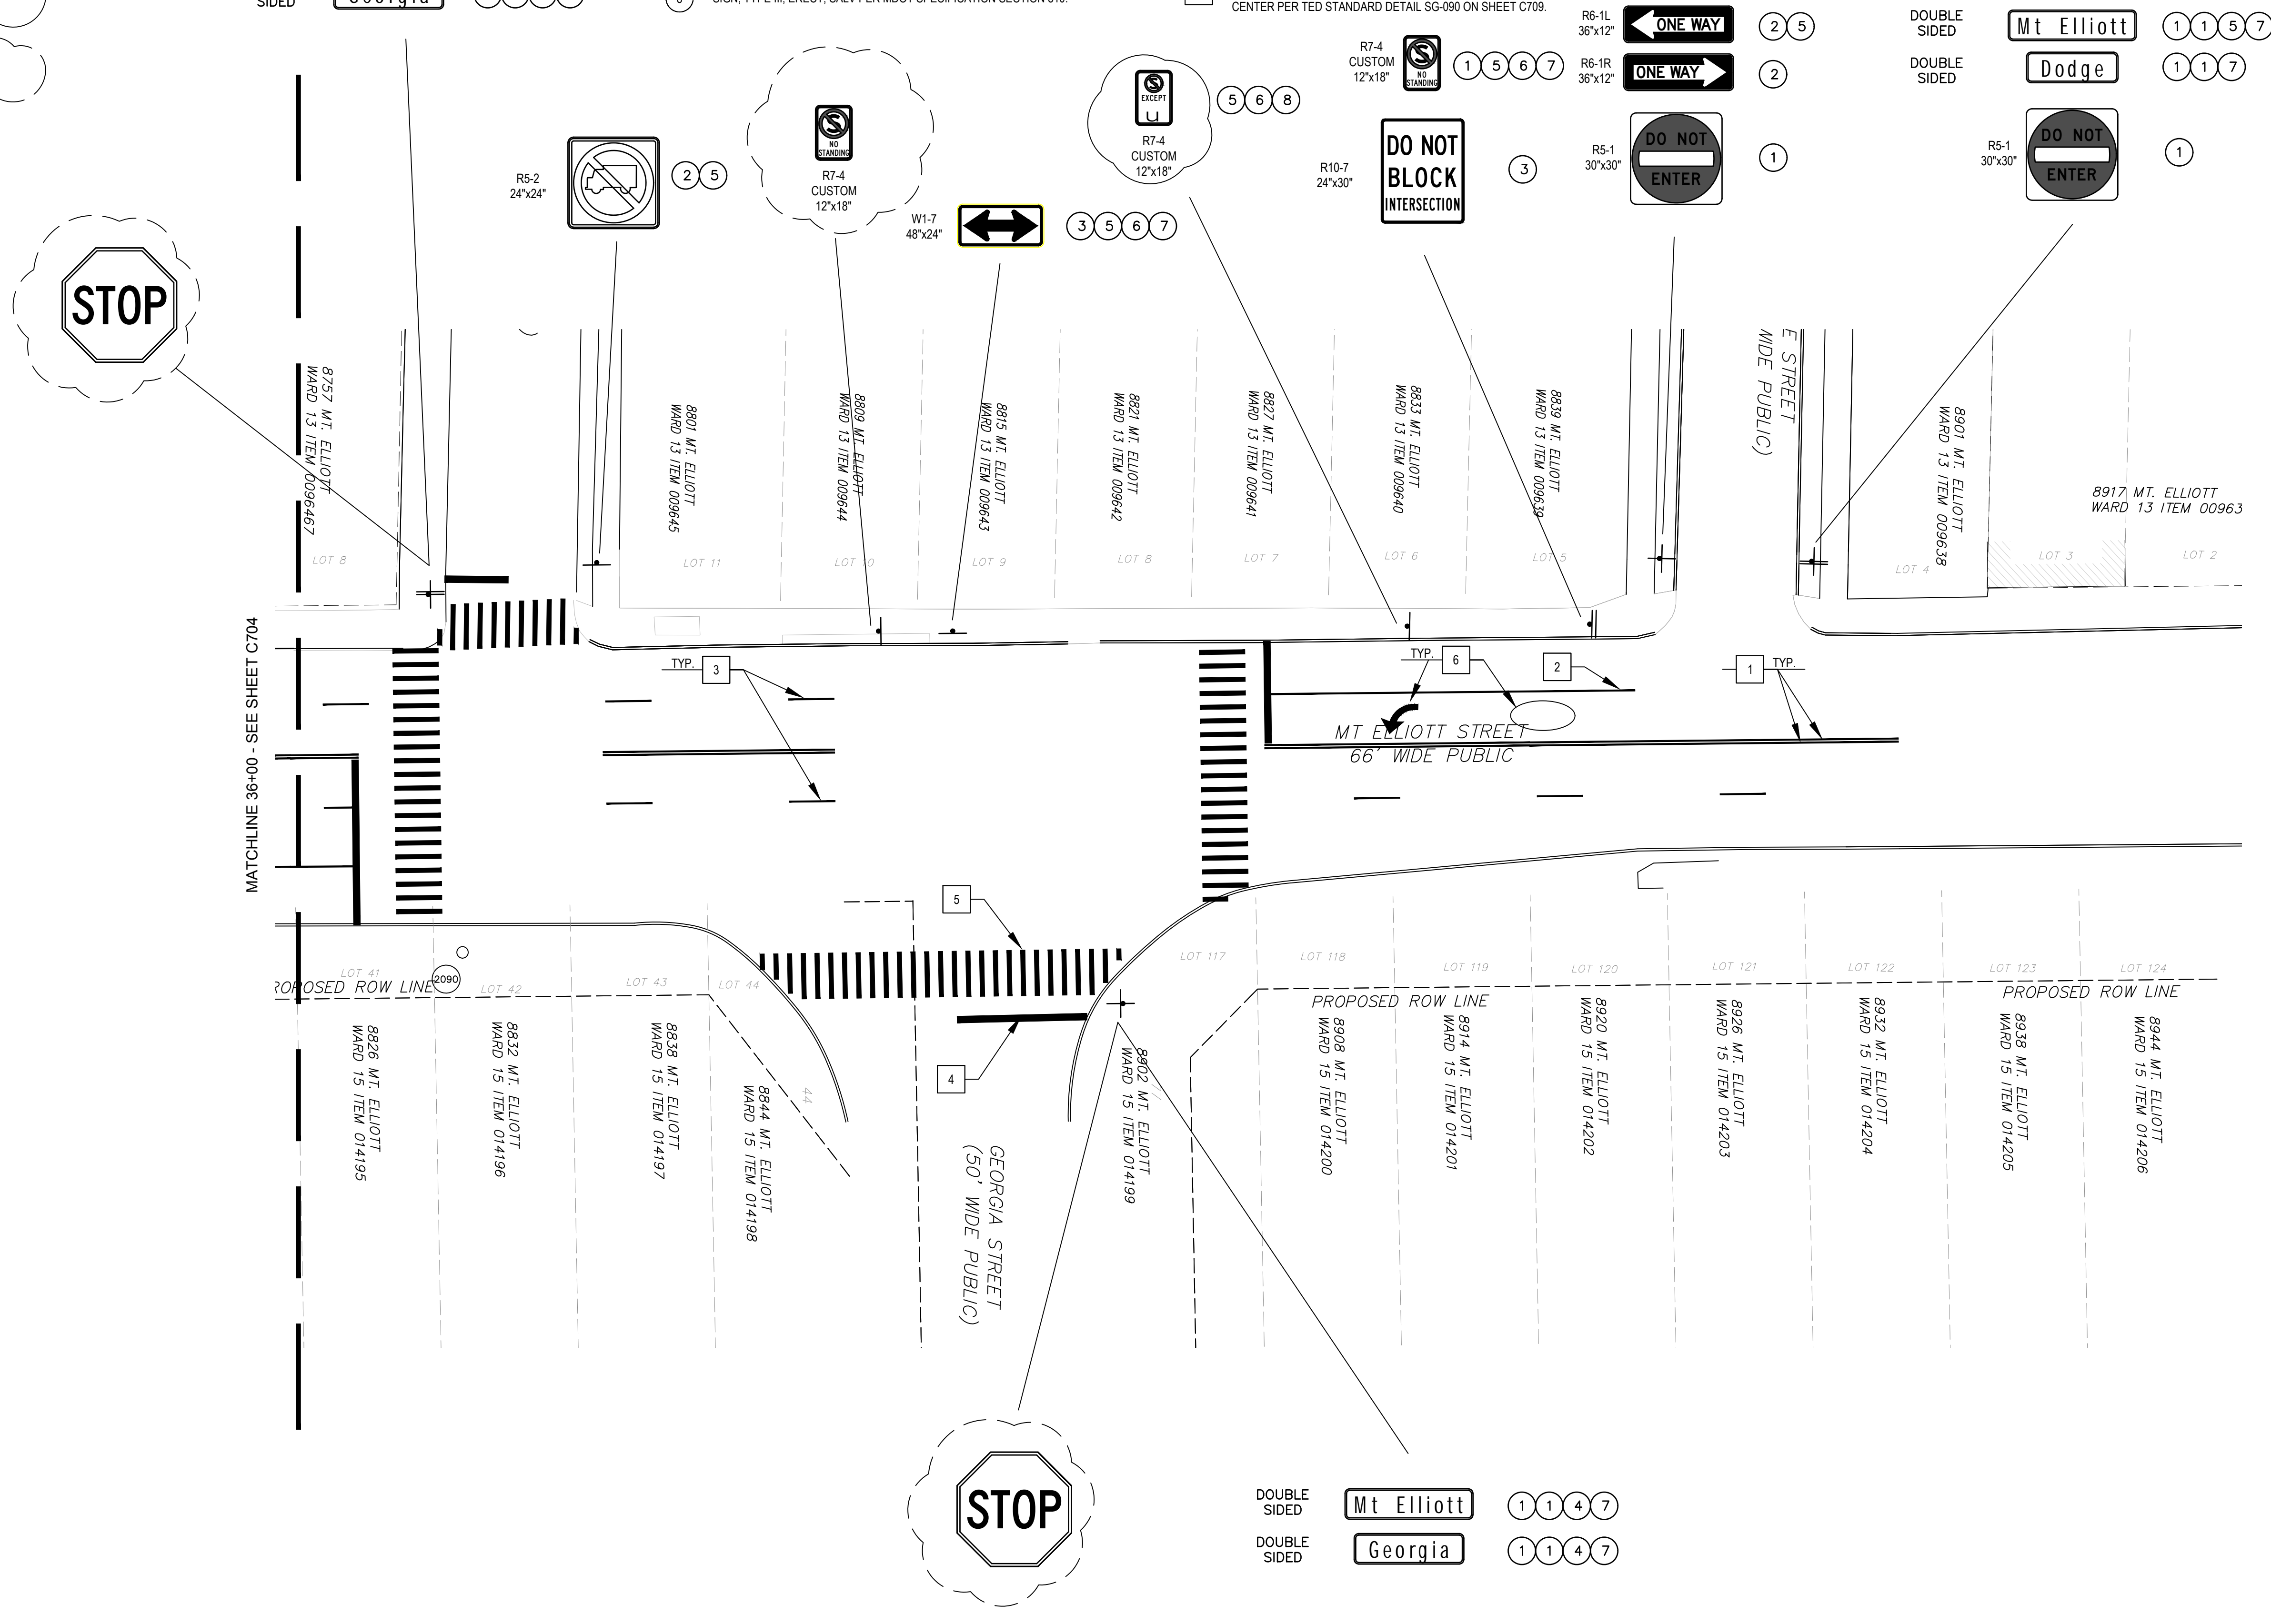 SIDED
Georgia
SIGN, TYPE III, ERECT, SALV PER MDOT SPECIFICATION SECTION 810.
CENTER PER TED STANDARD DETAIL SG-090 ON SHEET C709.
R6-1L
36"x12"
ONE WAY
2 5
R6-1R
36"x12"
ONE WAY
2
DOUBLE
SIDED
Mt Elliott
1 1 5 7
DOUBLE
SIDED
Dodge
1 1 7
R7-4
CUSTOM
12"x18"
S
NO
STANDING
1 5 6 7
S
EXCEPT
u
R7-4
CUSTOM
12"x18"
5 6 8
S
NO
STANDING
R7-4
CUSTOM
12"x18"
R5-2
24"x24"
2 5
W1-7
48"x24"
3 5 6 7
R10-7
24"x30"
DO NOT
BLOCK
INTERSECTION
3
R5-1
30"x30"
DO NOT
ENTER
1
R5-1
30"x30"
DO NOT
ENTER
1
STOP
8757 MT. ELLIOTT
WARD 13 ITEM 0096467
8801 MT. ELLIOTT
WARD 13 ITEM 009645
8809 MT. ELLIOTT
WARD 13 ITEM 009644
8815 MT. ELLIOTT
WARD 13 ITEM 009643
8821 MT. ELLIOTT
WARD 13 ITEM 009642
8827 MT. ELLIOTT
WARD 13 ITEM 009641
8833 MT. ELLIOTT
WARD 13 ITEM 009640
8839 MT. ELLIOTT
WARD 13 ITEM 009639
E STREET
WIDE PUBLIC)
8901 MT. ELLIOTT
WARD 13 ITEM 009638
8917 MT. ELLIOTT
WARD 13 ITEM 00963
LOT 8
LOT 11
LOT 10
LOT 9
LOT 8
LOT 7
LOT 6
LOT 5
LOT 4
LOT 3
LOT 2
MATCHLINE 36+00 - SEE SHEET C704
TYP.
3
TYP.
6
2
1
TYP.
MT ELLIOTT STREET
66' WIDE PUBLIC
5
4
LOT 41
2090
LOT 42
LOT 43
LOT 44
LOT 117
LOT 118
LOT 119
LOT 120
LOT 121
LOT 122
LOT 123
LOT 124
ROPOSED ROW LINE
PROPOSED ROW LINE
PROPOSED ROW LINE
8826 MT. ELLIOTT
WARD 15 ITEM 014195
8832 MT. ELLIOTT
WARD 15 ITEM 014196
8838 MT. ELLIOTT
WARD 15 ITEM 014197
8844 MT. ELLIOTT
WARD 15 ITEM 014198
44
GEORGIA STREET
(50' WIDE PUBLIC)
8902 MT. ELLIOTT
WARD 15 ITEM 014199
8908 MT. ELLIOTT
WARD 15 ITEM 014200
8914 MT. ELLIOTT
WARD 15 ITEM 014201
8920 MT. ELLIOTT
WARD 15 ITEM 014202
8926 MT. ELLIOTT
WARD 15 ITEM 014203
8932 MT. ELLIOTT
WARD 15 ITEM 014204
8938 MT. ELLIOTT
WARD 15 ITEM 014205
8944 MT. ELLIOTT
WARD 15 ITEM 014206
STOP
DOUBLE
SIDED
Mt Elliott
1 1 4 7
DOUBLE
SIDED
Georgia
1 1 4 7